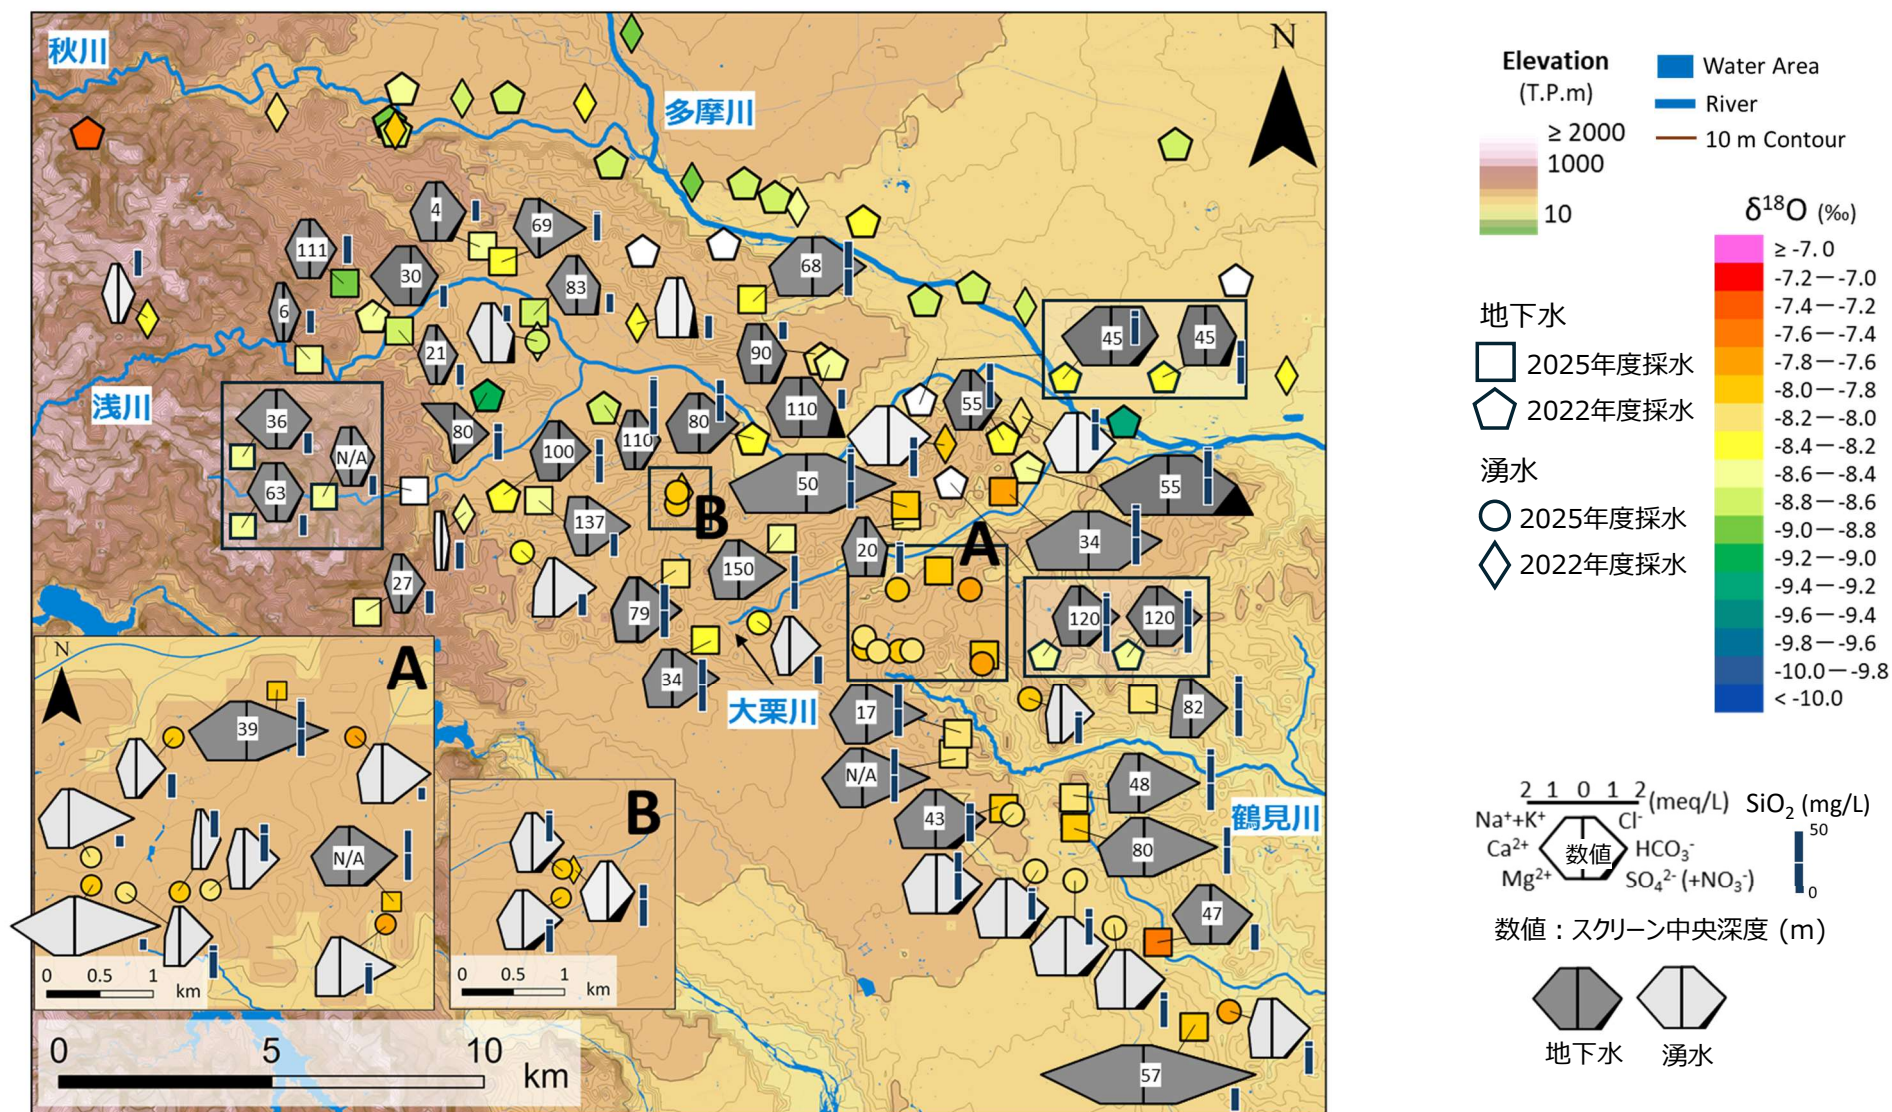 秋川
多摩川
N
4
69
111
30
68
83
6
21
90
45
45
浅川
36
80
110
80
110
55
N/A
100
63
50
55
B
137
20
A
34
27
150
79
120
120
34
大栗川
17
82
N/A
48
43
80
鶴見川
47
57
N
A
39
N/A
0 0.5 1
km
B
0 0.5 1
km
0 5 10
km
Elevation
(T.P.m)
≥ 2000
1000
10
Water Area
River
10 m Contour
地下水
2025年度採水
2022年度採水
湧水
2025年度採水
2022年度採水
δ¹⁸O (‰)
≥ -7.0
-7.2－-7.0
-7.4－-7.2
-7.6－-7.4
-7.8－-7.6
-8.0－-7.8
-8.2－-8.0
-8.4－-8.2
-8.6－-8.4
-8.8－-8.6
-9.0－-8.8
-9.2－-9.0
-9.4－-9.2
-9.6－-9.4
-9.8－-9.6
-10.0－-9.8
< -10.0
2 1 0 1 2 (meq/L)
Na⁺+K⁺ Cl⁻
Ca²⁺ 数値 HCO₃⁻
Mg²⁺ SO₄²⁻ (+NO₃⁻)
SiO₂ (mg/L)
50
0
数値：スクリーン中央深度 (m)
地下水 湧水